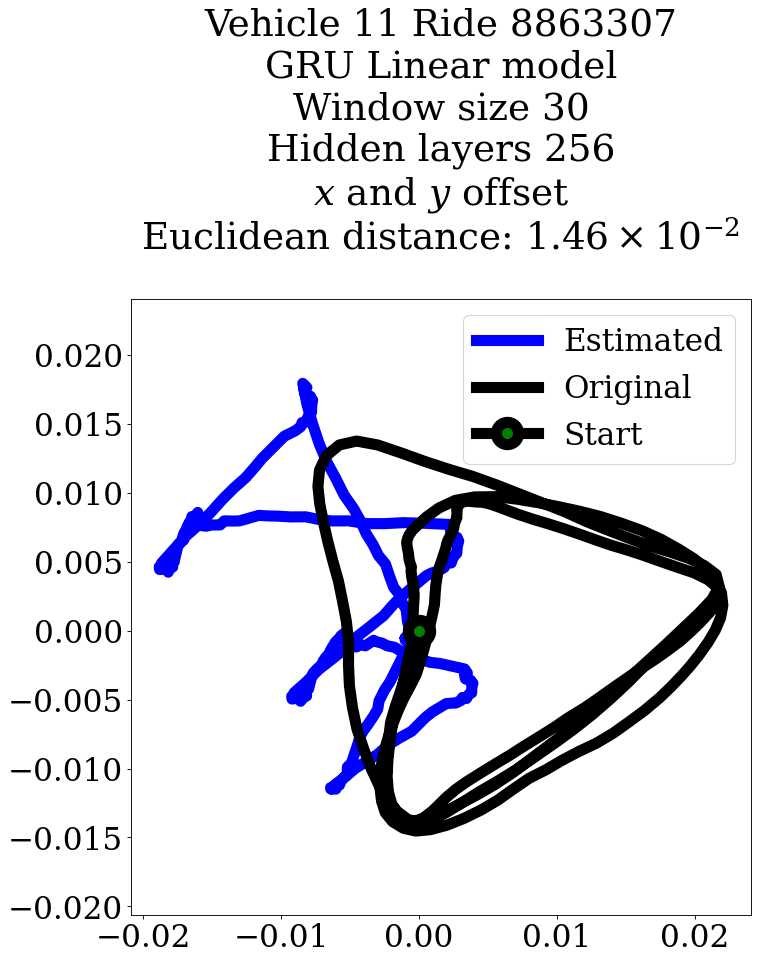 Vehicle 11 Ride 8863307
GRU Linear model
Window size 30
Hidden layers 256
x and y offset
Euclidean distance: 1.46 × 10⁻²
Estimated
Original
Start
0.020
0.015
0.010
0.005
0.000
−0.005
−0.010
−0.015
−0.020
−0.02 −0.01 0.00 0.01 0.02